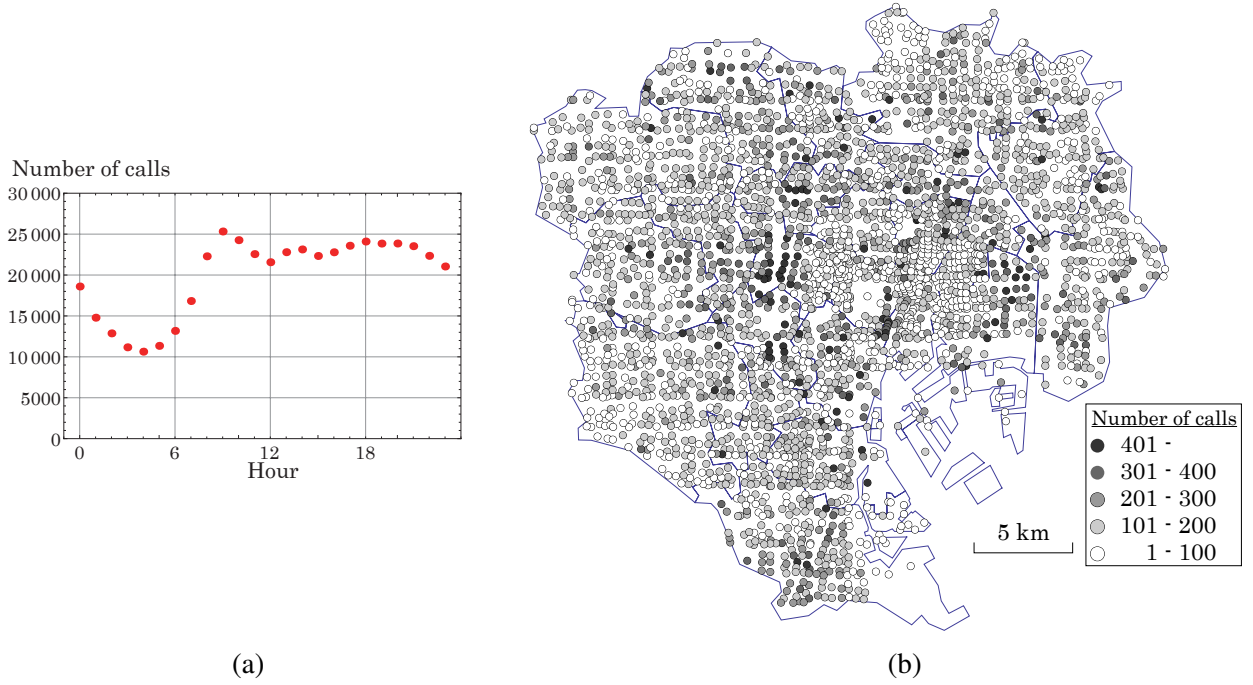 Number of calls
30 000
25 000
20 000
15 000
10 000
5000
0
0 6 12 18
Hour
(a)
Number of calls
401 -
301 - 400
201 - 300
101 - 200
1 - 100
5 km
(b)